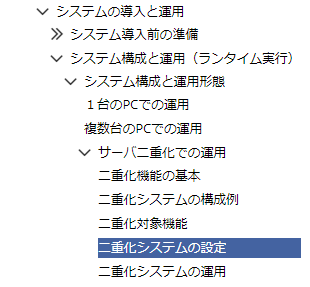 システムの導入と運用
システム導入前の準備
システム構成と運用（ランタイム実行）
システム構成と運用形態
１台のPCでの運用
複数台のPCでの運用
サーバ二重化での運用
二重化機能の基本
二重化システムの構成例
二重化対象機能
二重化システムの設定
二重化システムの運用